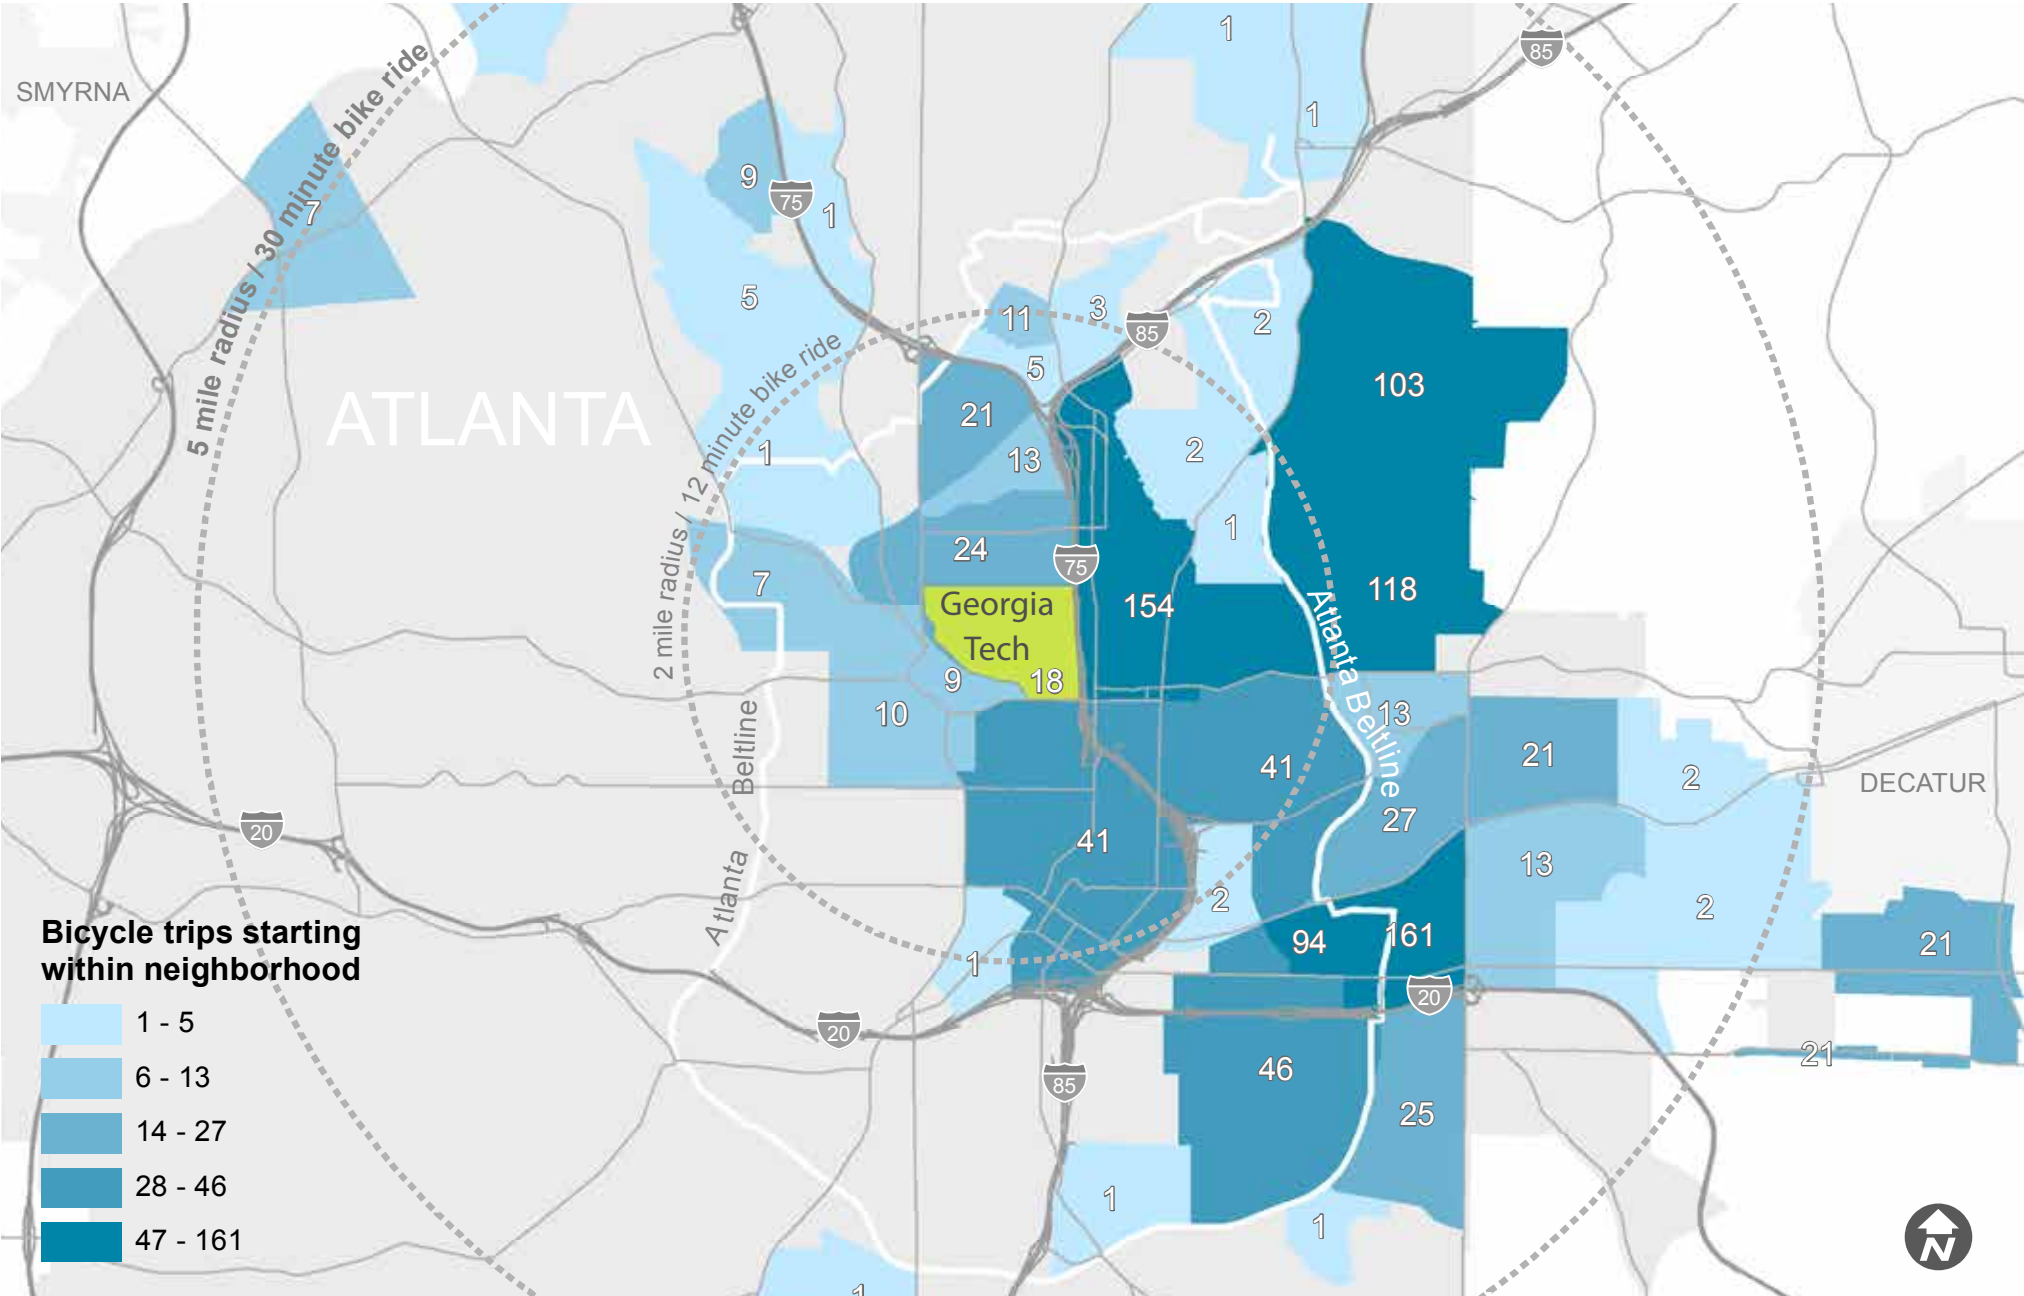 1
85
SMYRNA
1
9
75
1
7
5 mile radius / 30 minute bike ride
5
11
3
85
2
2 mile radius / 12 minute bike ride
5
103
ATLANTA
21
1
13
2
1
24
75
7
118
Georgia
Tech
154
Atlanta Beltline
9
18
10
13
Atlanta Beltline
41
21
2
DECATUR
20
41
27
13
2
2
Bicycle trips starting
within neighborhood
94
161
21
1
20
1 - 5
20
21
6 - 13
46
85
14 - 27
25
28 - 46
1
1
47 - 161
N
1